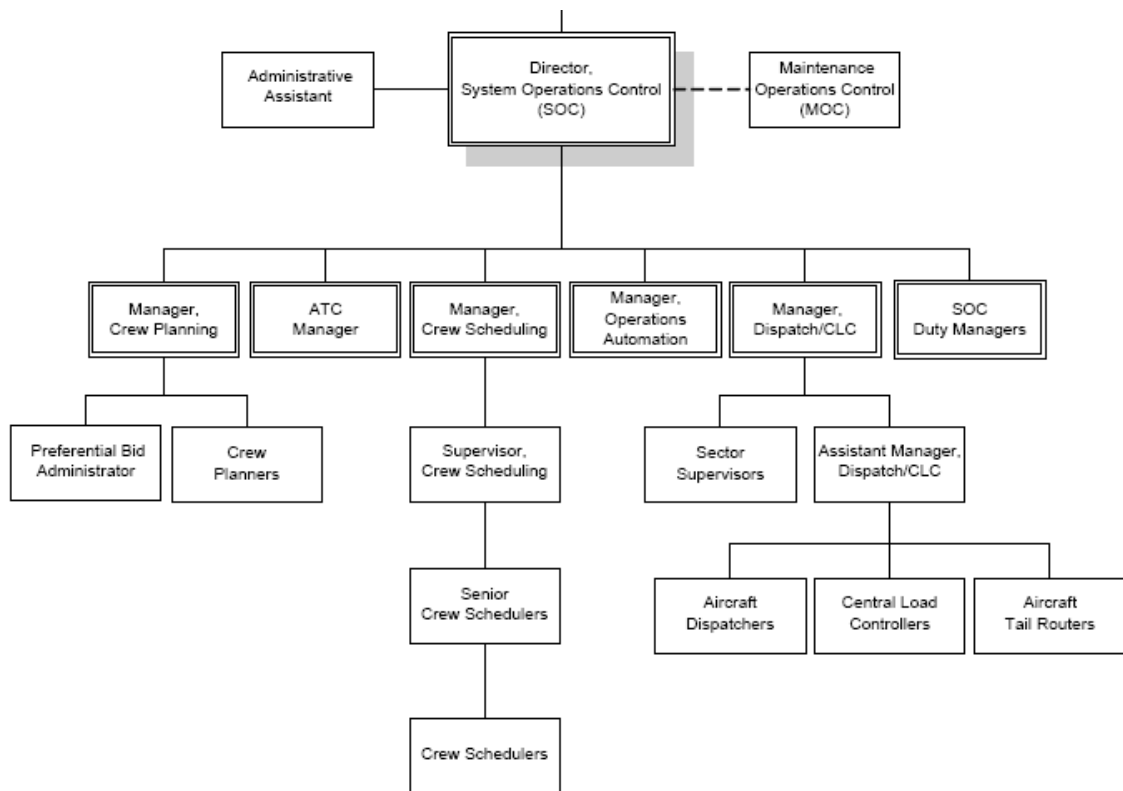 Administrative
Assistant
Director,
System Operations Control
(SOC)
Maintenance
Operations Control
(MOC)
Manager,
Crew Planning
ATC
Manager
Manager,
Crew Scheduling
Manager,
Operations
Automation
Manager,
Dispatch/CLC
SOC
Duty Managers
Preferential Bid
Administrator
Crew
Planners
Supervisor,
Crew Scheduling
Sector
Supervisors
Assistant Manager,
Dispatch/CLC
Senior
Crew Schedulers
Aircraft
Dispatchers
Central Load
Controllers
Aircraft
Tail Routers
Crew Schedulers